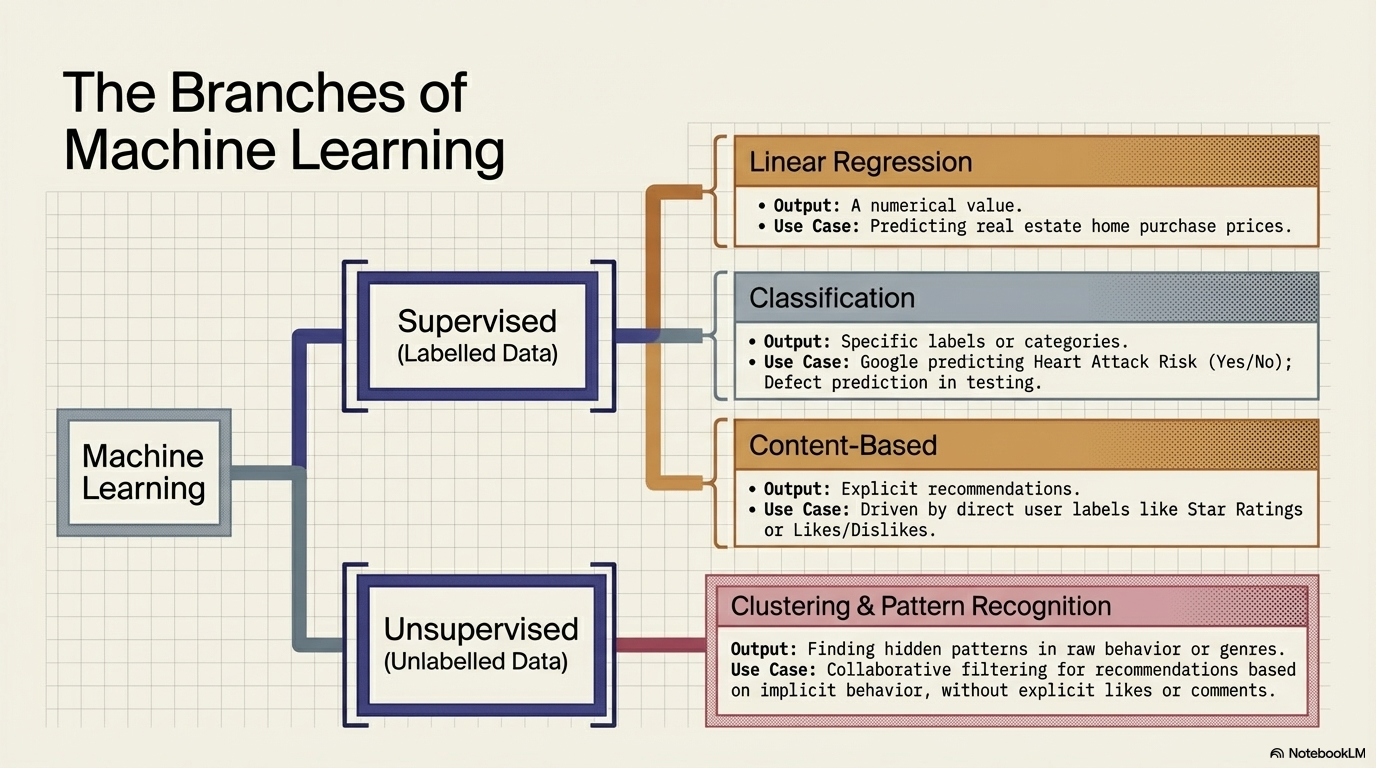 The Branches of
Machine Learning
Machine
Learning
Supervised
(Labelled Data)
Unsupervised
(Unlabelled Data)
Linear Regression
• Output: A numerical value.
• Use Case: Predicting real estate home purchase prices.
Classification
• Output: Specific labels or categories.
• Use Case: Google predicting Heart Attack Risk (Yes/No);
Defect prediction in testing.
Content-Based
• Output: Explicit recommendations.
• Use Case: Driven by direct user labels like Star Ratings
or Likes/Dislikes.
Clustering & Pattern Recognition
Output: Finding hidden patterns in raw behavior or genres.
Use Case: Collaborative filtering for recommendations based
on implicit behavior, without explicit likes or comments.
NotebookLM